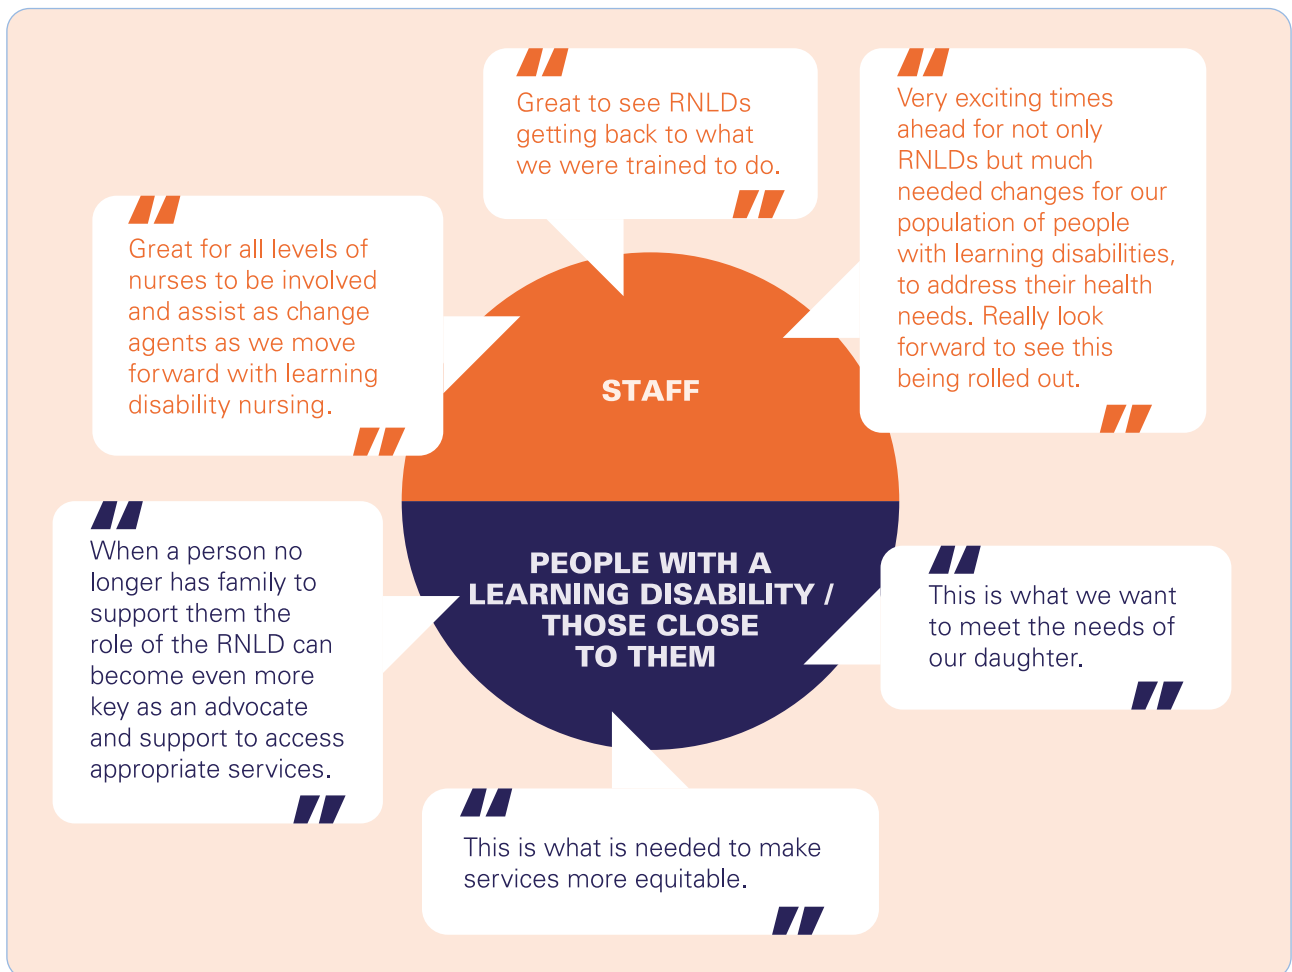 Great to see RNLDs
getting back to what
we were trained to do.
Very exciting times
ahead for not only
RNLDs but much
needed changes for our
population of people
with learning disabilities,
to address their health
needs. Really look
forward to see this
being rolled out.
Great for all levels of
nurses to be involved
and assist as change
agents as we move
forward with learning
disability nursing.
STAFF
PEOPLE WITH A
LEARNING DISABILITY /
THOSE CLOSE
TO THEM
When a person no
longer has family to
support them the
role of the RNLD can
become even more
key as an advocate
and support to access
appropriate services.
This is what we want
to meet the needs of
our daughter.
This is what is needed to make
services more equitable.